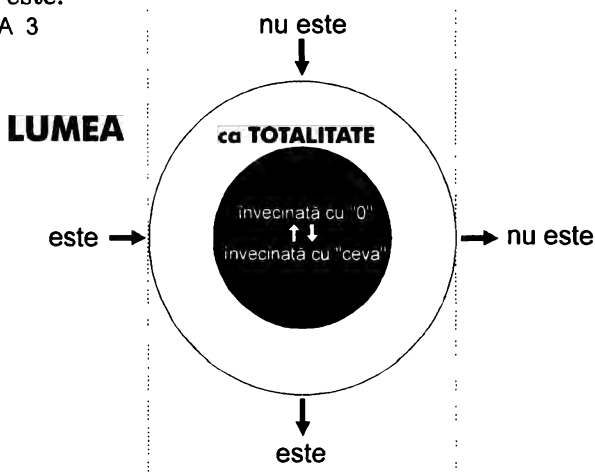 este.
A 3
nu este
LUMEA
ca TOTALITATE
învecinată cu "0"
învecinată cu "ceva"
este
nu este
este